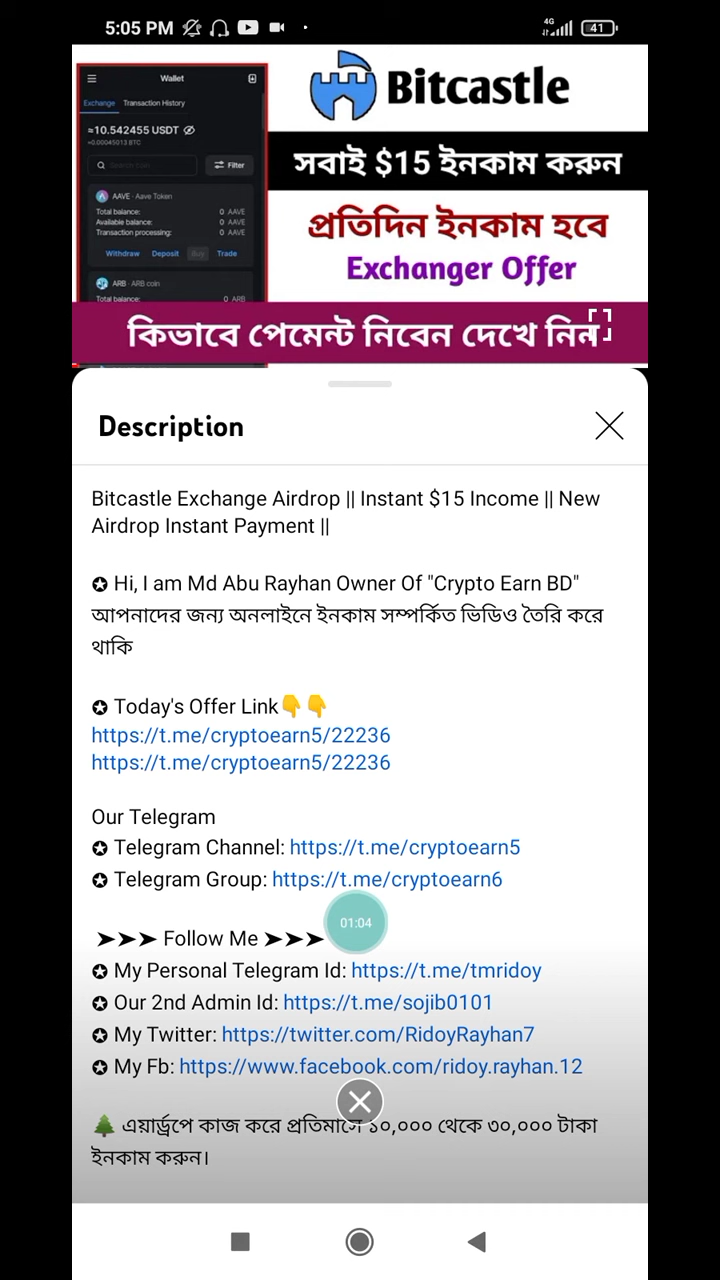 5:05 PM
4G
41
Wallet
Exchange Transaction History
≈10.542455 USDT
≈0.00045013 BTC
Filter
AAVE · Aave Token
Total balance: 0 AAVE
Available balance: 0 AAVE
Transaction processing: 0 AAVE
Withdraw Deposit Buy Trade
ARB · ARB coin
Total balance: 0 ARB
Bitcastle
সবাই $15 ইনকাম করুন
প্রতিদিন ইনকাম হবে
Exchanger Offer
কিভাবে পেমেন্ট নিবেন দেখে নিন
Description
Bitcastle Exchange Airdrop || Instant $15 Income || New
Airdrop Instant Payment ||
✪ Hi, I am Md Abu Rayhan Owner Of "Crypto Earn BD"
আপনাদের জন্য অনলাইনে ইনকাম সম্পর্কিত ভিডিও তৈরি করে
থাকি
✪ Today's Offer Link👇👇
https://t.me/cryptoearn5/22236
https://t.me/cryptoearn5/22236
Our Telegram
✪ Telegram Channel: https://t.me/cryptoearn5
✪ Telegram Group: https://t.me/cryptoearn6
01:04
➤➤➤ Follow Me ➤➤➤
✪ My Personal Telegram Id: https://t.me/tmridoy
✪ Our 2nd Admin Id: https://t.me/sojib0101
✪ My Twitter: https://twitter.com/RidoyRayhan7
✪ My Fb: https://www.facebook.com/ridoy.rayhan.12
🌲 এয়ার্ড্রপে কাজ করে প্রতিমাসে ১০,০০০ থেকে ৩০,০০০ টাকা
ইনকাম করুন।